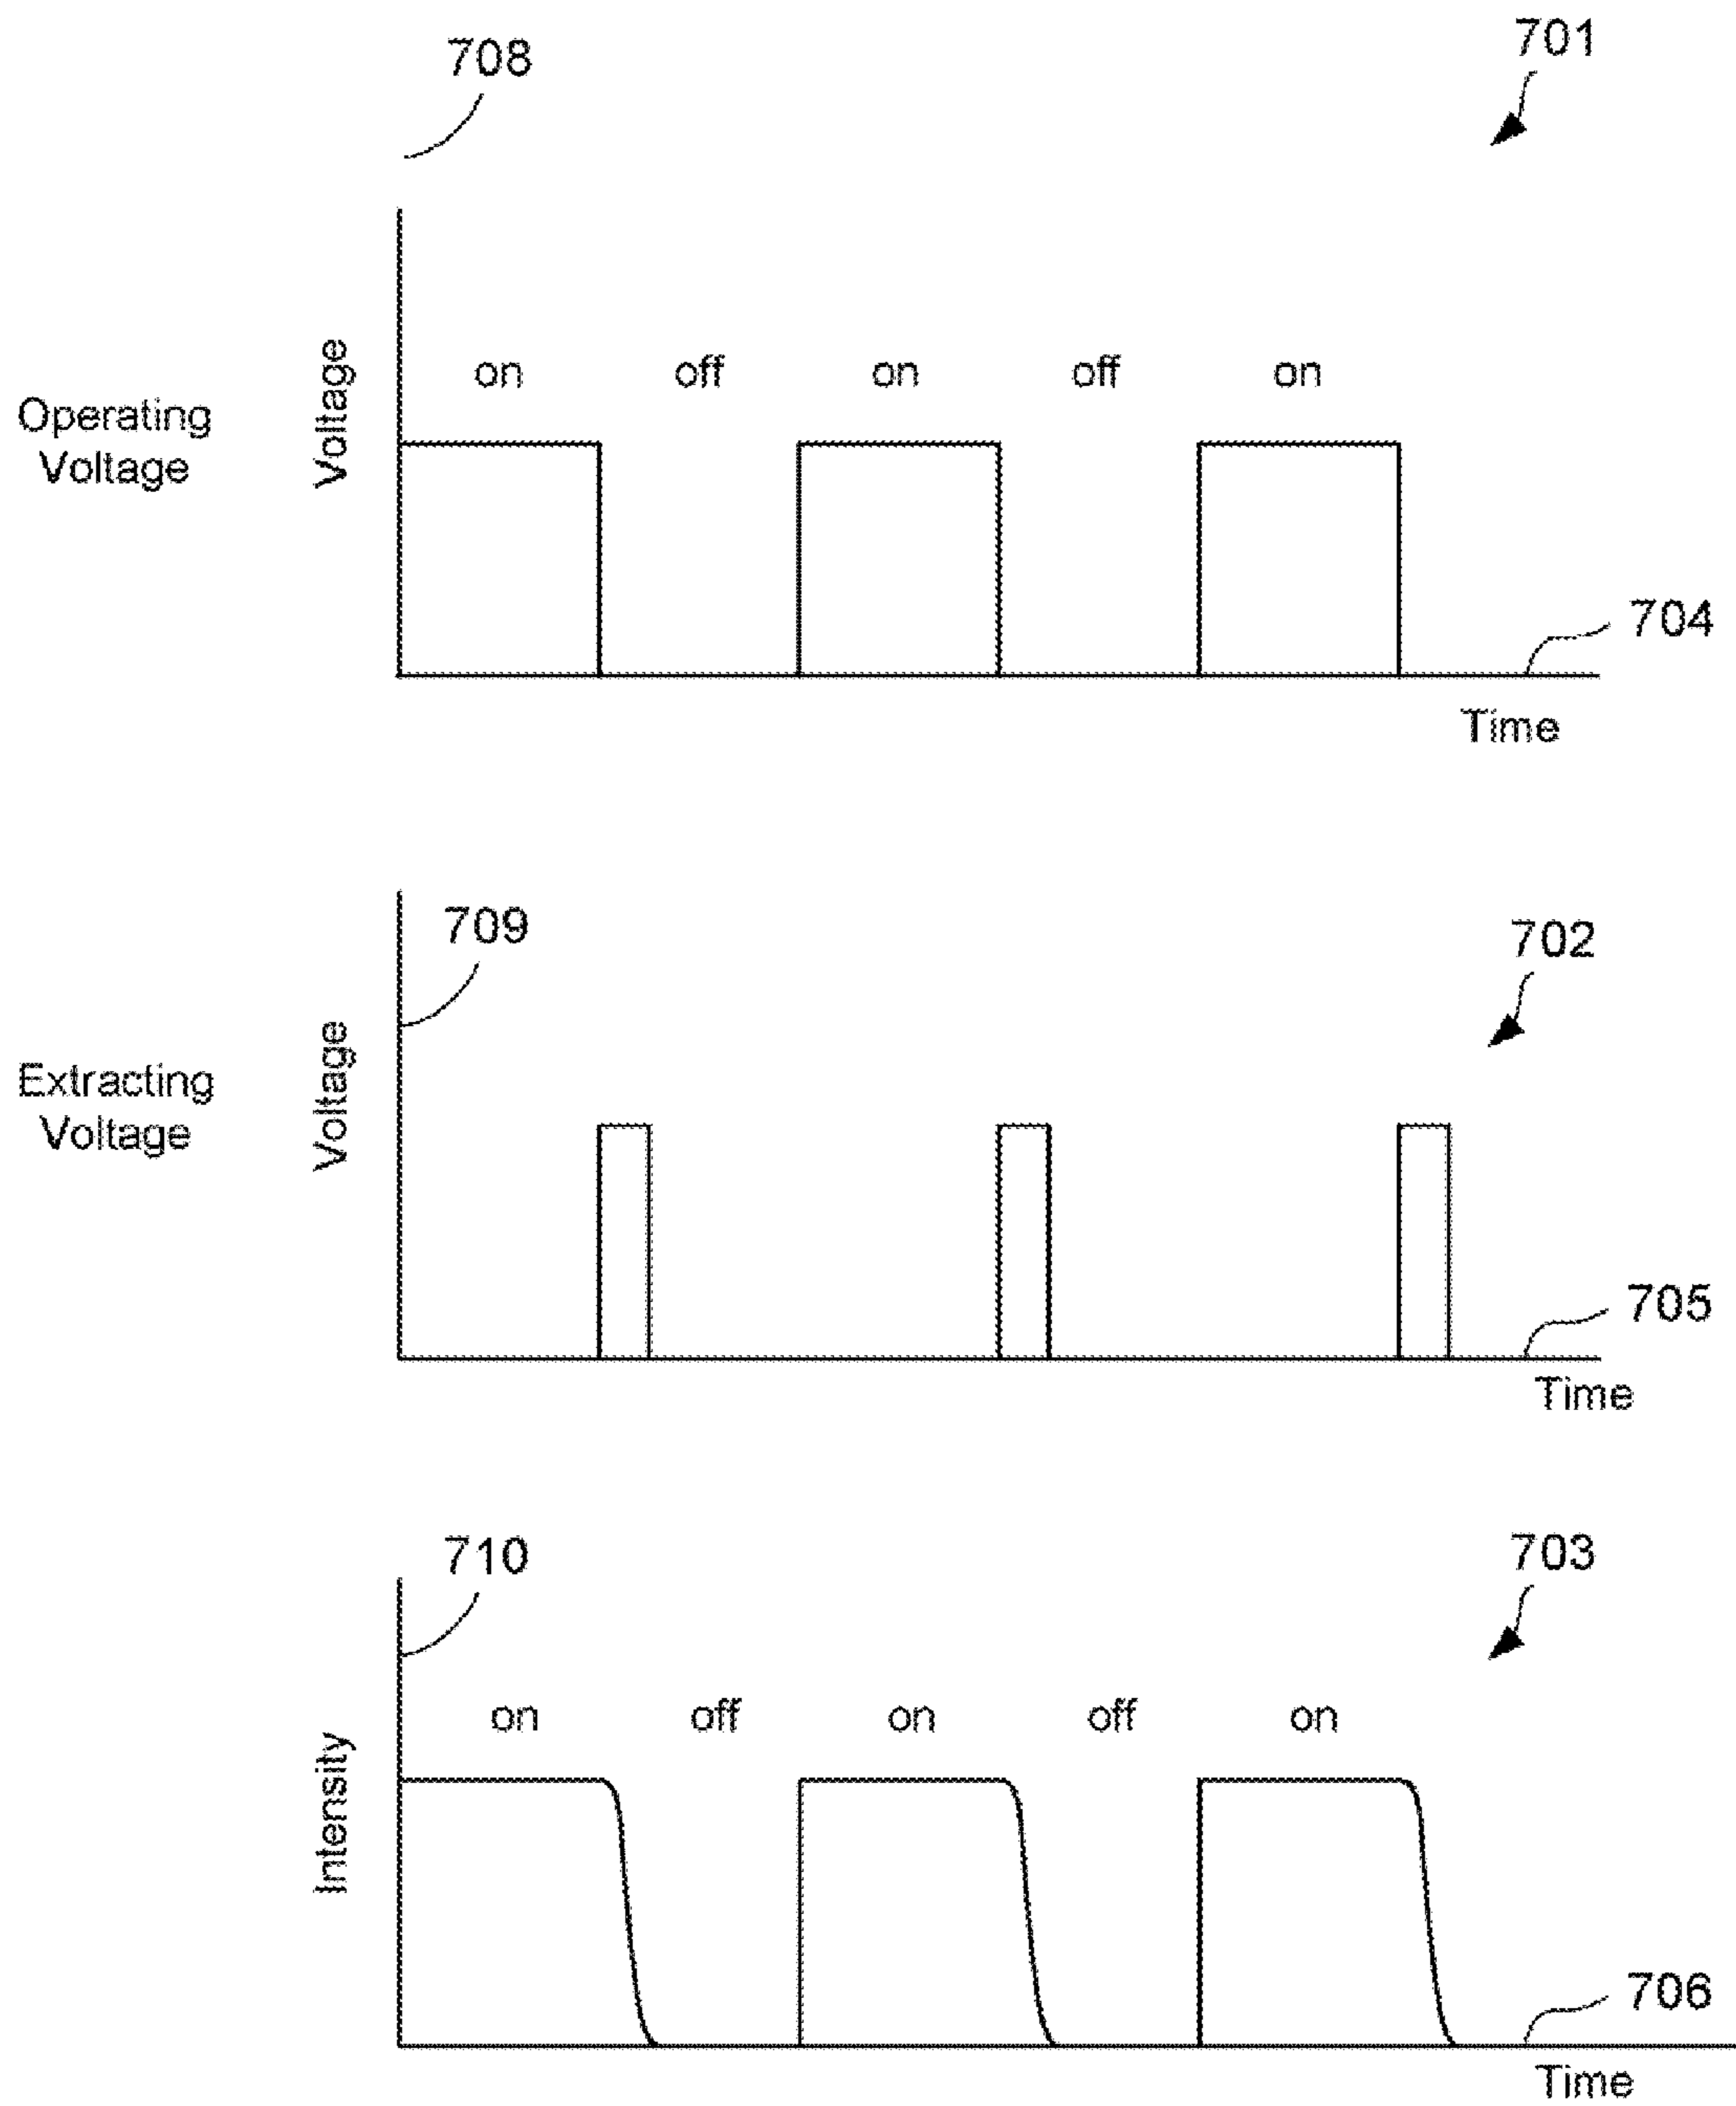 708
701
on off on off on
Operating
Voltage
Voltage
704
Time
709
702
Extracting
Voltage
Voltage
705
Time
710
703
on off on off on
Intensity
706
Time